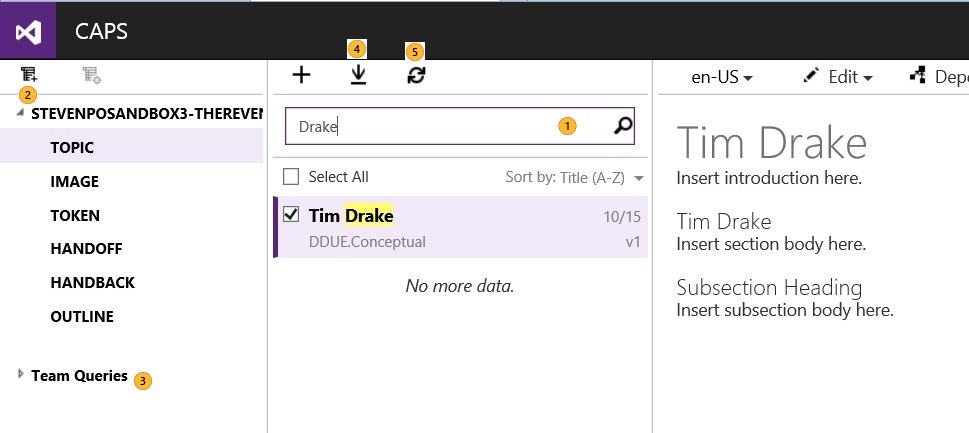 CAPS
4
5
2
en-US
Edit
Depe
STEVENPOSANDBOX3-THEREVEN
Drake
1
TOPIC
Select All
Sort by: Title (A-Z)
IMAGE
TOKEN
HANDOFF
HANDBACK
OUTLINE
Team Queries
3
Tim Drake
10/15
DDUE.Conceptual
v1
No more data.
Tim Drake
Insert introduction here.
Tim Drake
Insert section body here.
Subsection Heading
Insert subsection body here.